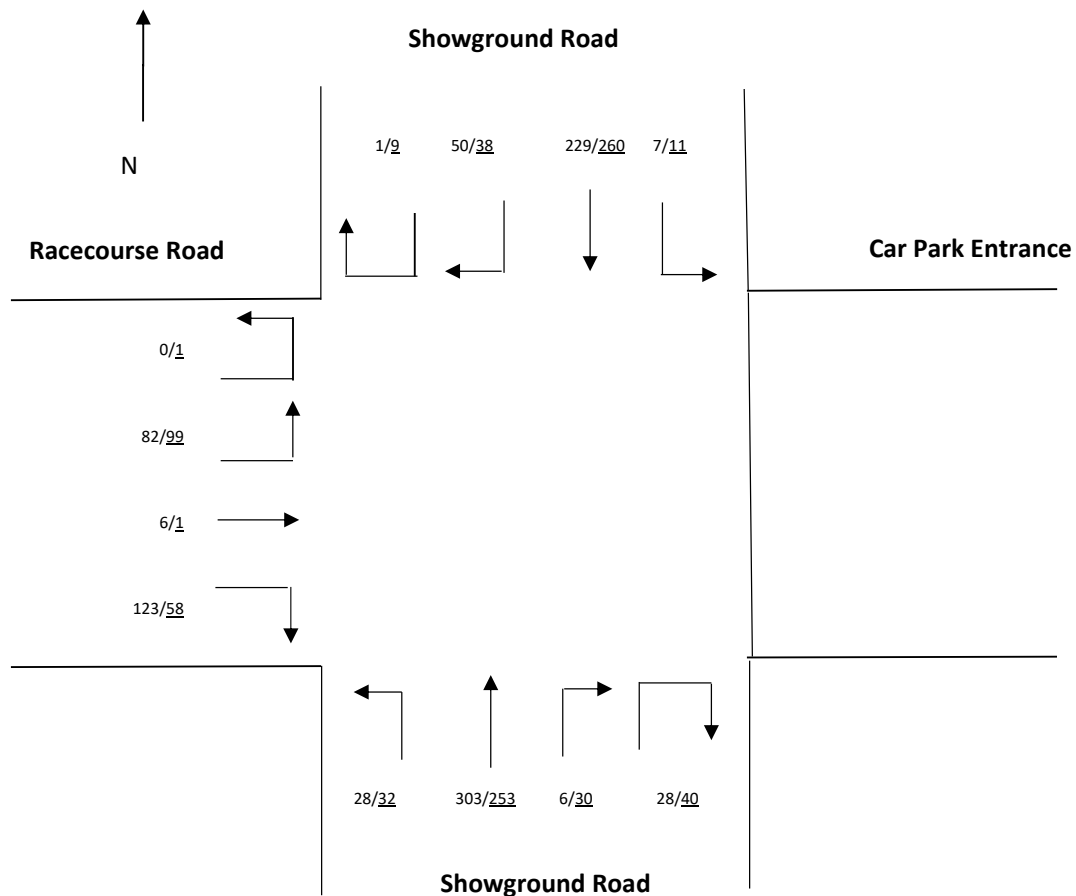 Showground Road
1/9 50/38 229/260 7/11
N
Racecourse Road
Car Park Entrance
0/1
82/99
6/1
123/58
28/32 303/253 6/30 28/40
Showground Road